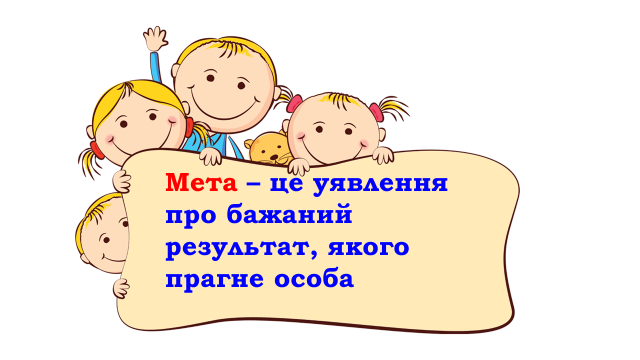 Мета – це уявлення
про бажаний
результат, якого
прагне особа